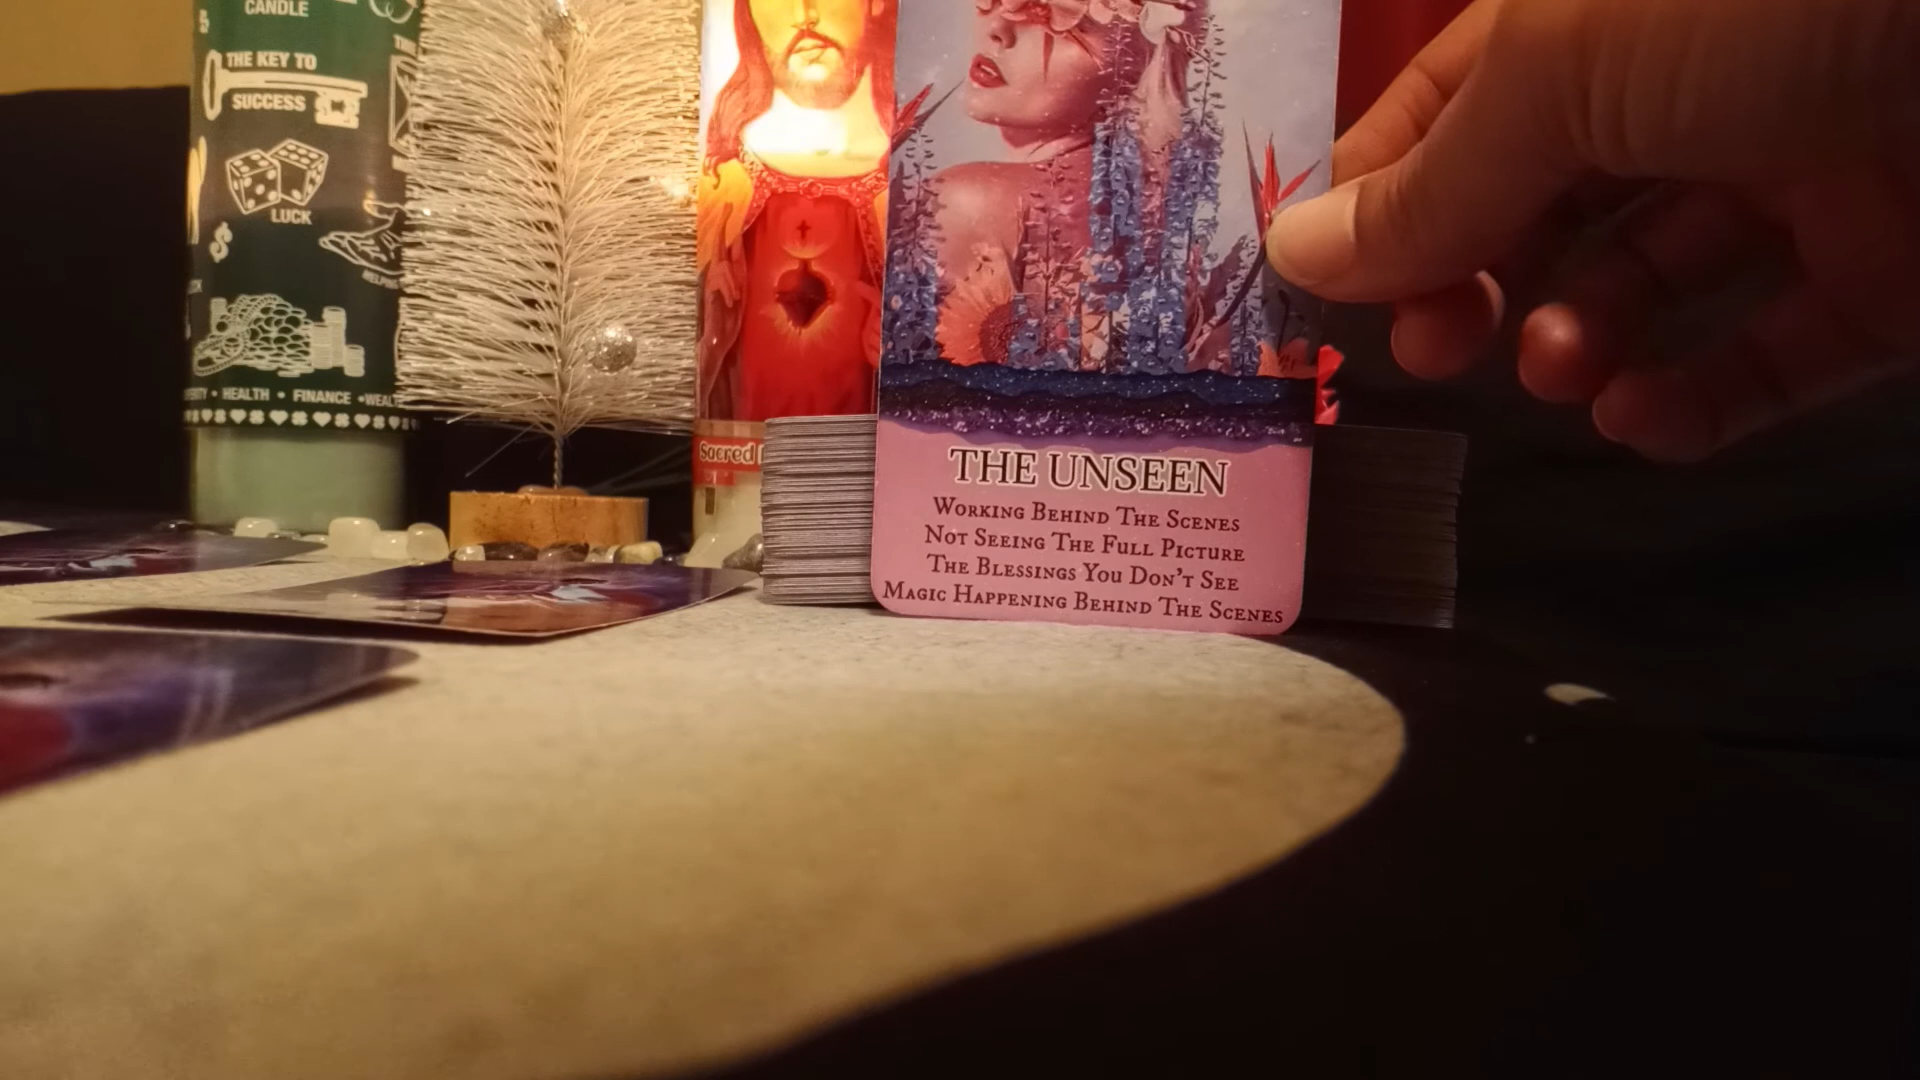 CANDLE
THE KEY TO
SUCCESS
LUCK
HEALTH • FINANCE •
Sacred
THE UNSEEN
WORKING BEHIND THE SCENES
NOT SEEING THE FULL PICTURE
THE BLESSINGS YOU DON'T SEE
MAGIC HAPPENING BEHIND THE SCENES